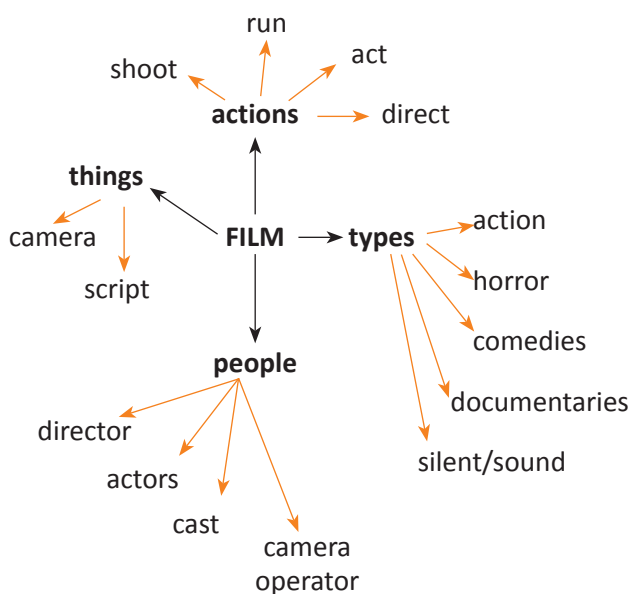 run
shoot
act
actions
direct
things
camera
script
FILM
types
action
horror
comedies
documentaries
silent/sound
people
director
actors
cast
camera
operator